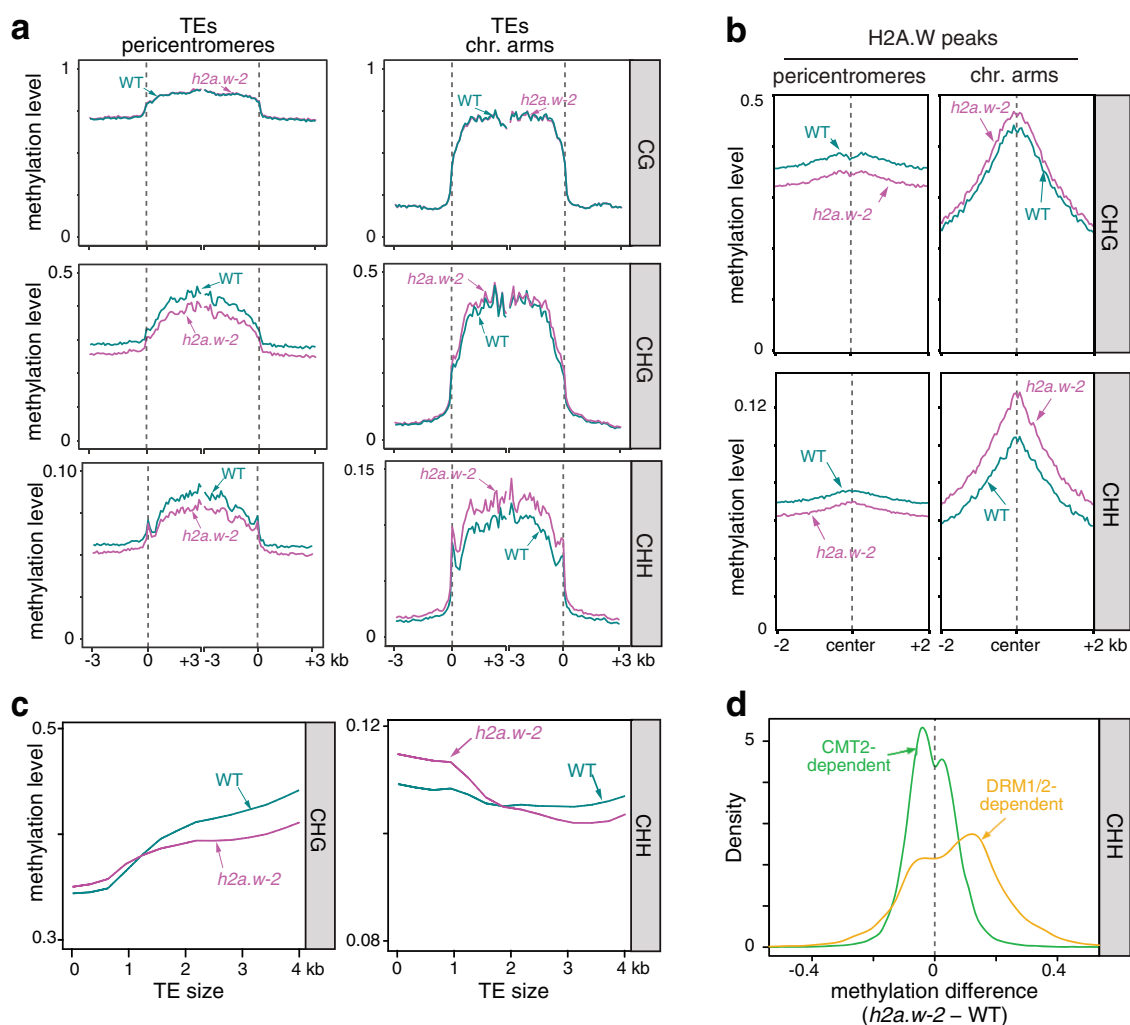 a
TEs
pericentromeres
TEs
chr. arms
methylation level
1
0
WT
h2a.w-2
WT
h2a.w-2
CG
methylation level
0.5
0
WT
h2a.w-2
h2a.w-2
WT
CHG
methylation level
0.10
0
WT
h2a.w-2
0.15
0
h2a.w-2
WT
CHH
-3 0 +3 -3 0 +3 kb
-3 0 +3 -3 0 +3 kb
b
H2A.W peaks
pericentromeres
chr. arms
methylation level
0.5
0
WT
h2a.w-2
h2a.w-2
WT
CHG
methylation level
0.12
0
WT
h2a.w-2
h2a.w-2
WT
CHH
-2 center +2
-2 center +2 kb
c
methylation level
0.5
0.3
WT
h2a.w-2
CHG
0 1 2 3 4 kb
TE size
0.12
0.08
h2a.w-2
WT
CHH
0 1 2 3 4 kb
TE size
d
Density
5
2
0
CMT2-
dependent
DRM1/2-
dependent
CHH
-0.4 0 0.4
methylation difference
(h2a.w-2 – WT)